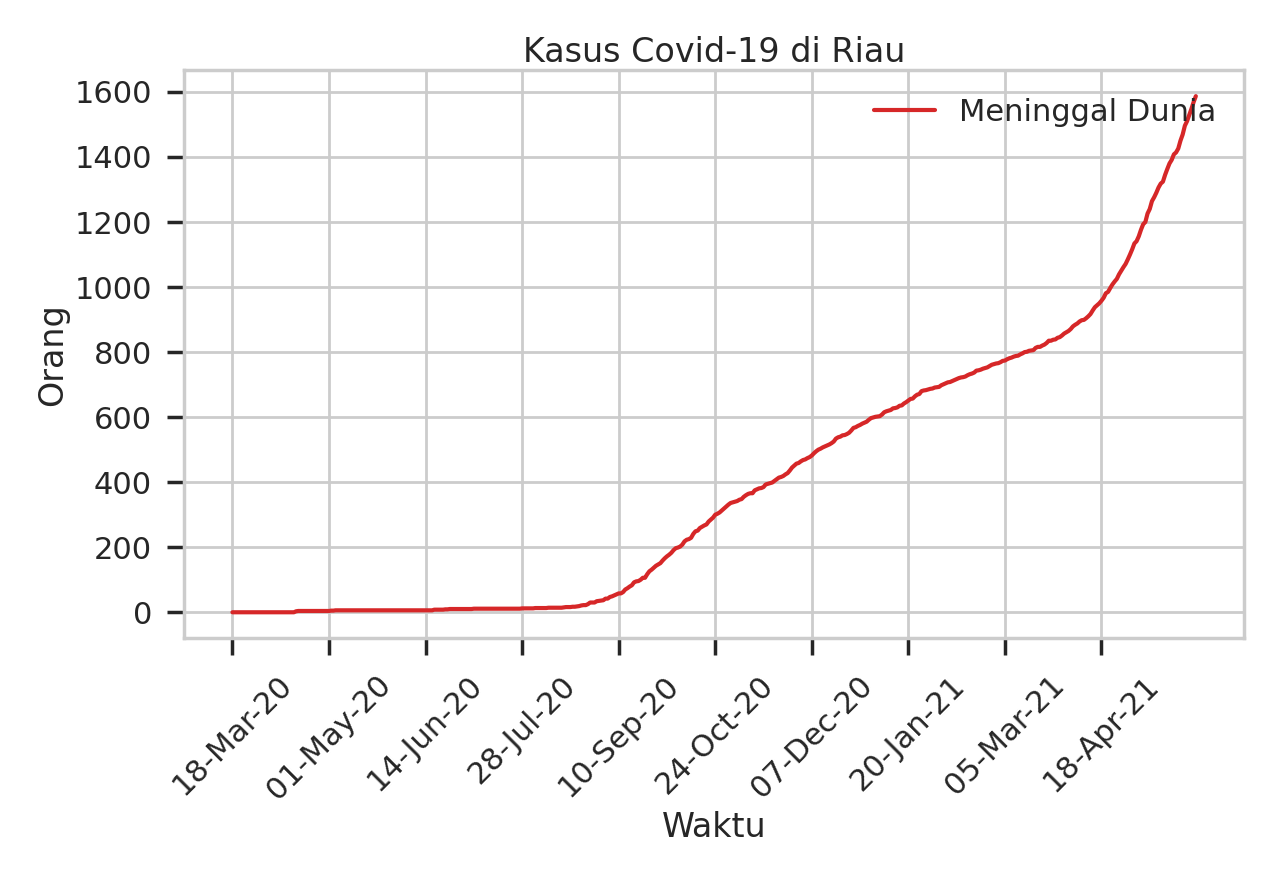 Kasus Covid-19 di Riau
Meninggal Dunia
1600
1400
1200
1000
800
600
400
200
0
Orang
18-Mar-20
01-May-20
14-Jun-20
28-Jul-20
10-Sep-20
24-Oct-20
07-Dec-20
20-Jan-21
05-Mar-21
18-Apr-21
Waktu